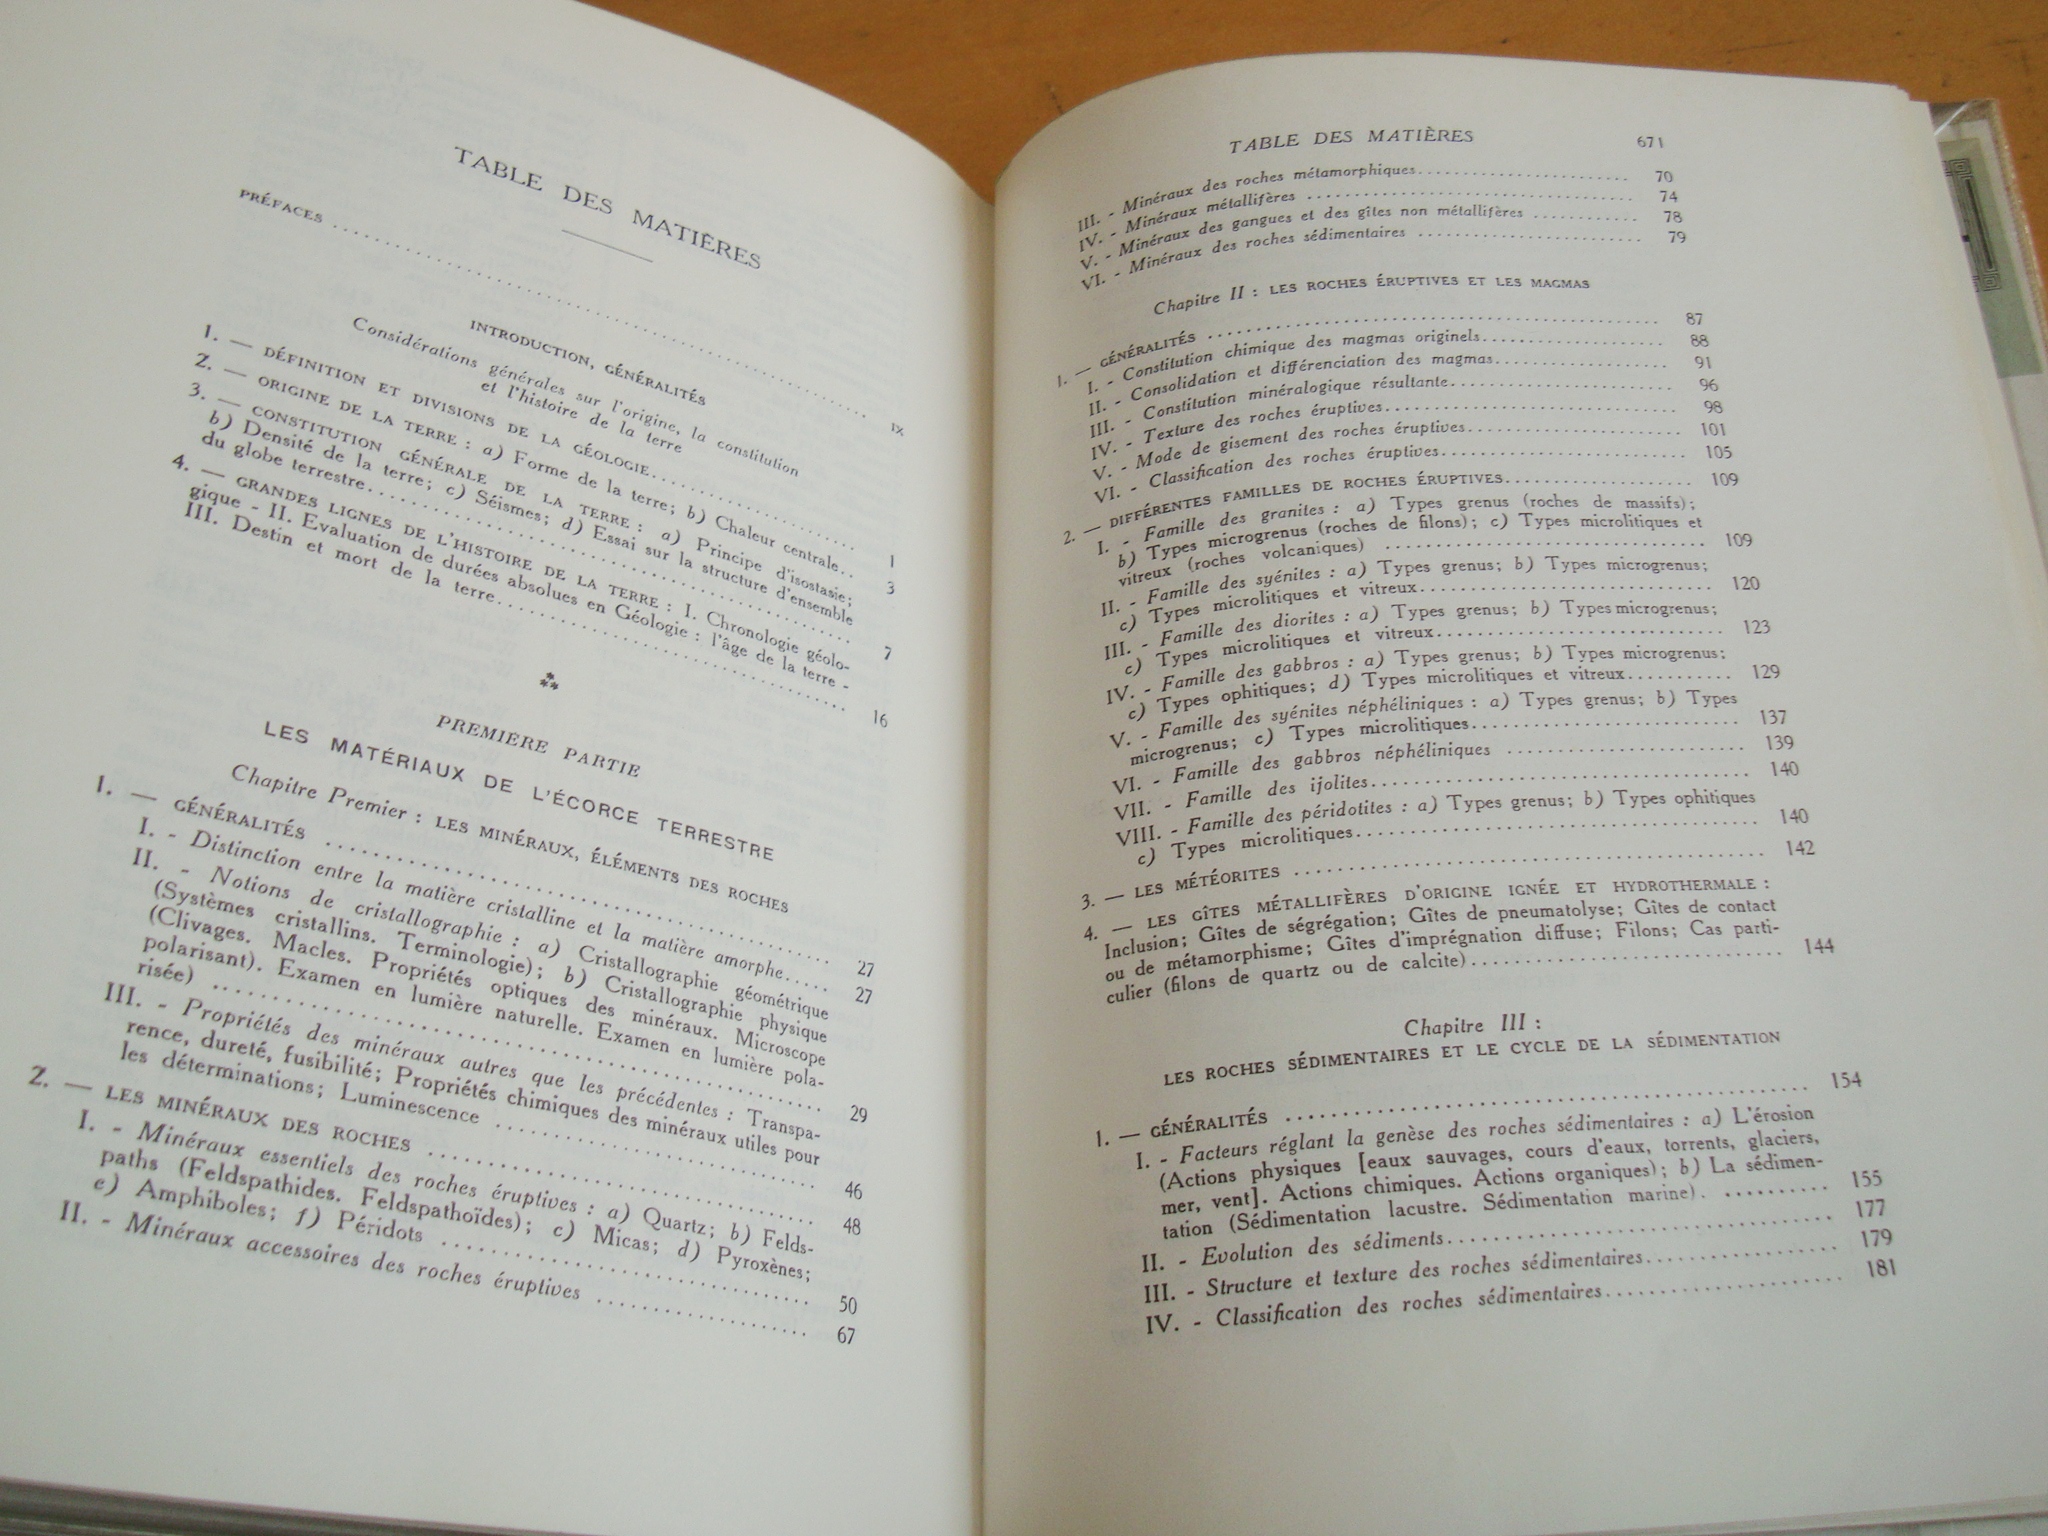 TABLE DES MATIÈRES
PRÉFACES ........ IX
INTRODUCTION, GÉNÉRALITÉS
Considérations générales sur l'origine, la constitution
et l'histoire de la terre
1. — DÉFINITION ET DIVISIONS DE LA GÉOLOGIE........ 1
2. — ORIGINE DE LA TERRE : a) Forme de la terre; b) Chaleur centrale.. 3
3. — CONSTITUTION GÉNÉRALE DE LA TERRE : a) Principe d'isostasie;
b) Densité de la terre; c) Séismes; d) Essai sur la structure d'ensemble
du globe terrestre........ 7
4. — GRANDES LIGNES DE L'HISTOIRE DE LA TERRE : I. Chronologie géolo-
gique - II. Evaluation de durées absolues en Géologie : l'âge de la terre -
III. Destin et mort de la terre........ 16
PREMIÈRE PARTIE
LES MATÉRIAUX DE L'ÉCORCE TERRESTRE
Chapitre Premier : LES MINÉRAUX, ÉLÉMENTS DES ROCHES
1. — GÉNÉRALITÉS ........ 27
I. - Distinction entre la matière cristalline et la matière amorphe..... 27
II. - Notions de cristallographie : a) Cristallographie géométrique
(Systèmes cristallins. Terminologie); b) Cristallographie physique
(Clivages. Macles. Propriétés optiques des minéraux. Microscope
polarisant). Examen en lumière naturelle. Examen en lumière pola-
risée) ........ 29
III. - Propriétés des minéraux autres que les précédentes : Transpa-
rence, dureté, fusibilité; Propriétés chimiques des minéraux utiles pour
les déterminations; Luminescence ........ 46
2. — LES MINÉRAUX DES ROCHES ........ 48
I. - Minéraux essentiels des roches éruptives : a) Quartz; b) Felds-
paths (Feldspathides. Feldspathoïdes); c) Micas; d) Pyroxènes;
e) Amphiboles; f) Péridots ........ 50
II. - Minéraux accessoires des roches éruptives ........ 67
TABLE DES MATIÈRES 671
III. - Minéraux des roches métamorphiques........ 70
IV. - Minéraux métallifères ........ 74
V. - Minéraux des gangues et des gîtes non métallifères ........ 78
VI. - Minéraux des roches sédimentaires ........ 79
Chapitre II : LES ROCHES ÉRUPTIVES ET LES MAGMAS
1. — GÉNÉRALITÉS ........ 87
I. - Constitution chimique des magmas originels........ 88
II. - Consolidation et différenciation des magmas........ 91
III. - Constitution minéralogique résultante........ 96
IV. - Texture des roches éruptives........ 98
V. - Mode de gisement des roches éruptives........ 101
VI. - Classification des roches éruptives........ 105
2. — DIFFÉRENTES FAMILLES DE ROCHES ÉRUPTIVES........ 109
I. - Famille des granites : a) Types grenus (roches de massifs);
b) Types microgrenus (roches de filons); c) Types microlitiques et
vitreux (roches volcaniques) ........ 109
II. - Famille des syénites : a) Types grenus; b) Types microgrenus;
c) Types microlitiques et vitreux........ 120
III. - Famille des diorites : a) Types grenus; b) Types microgrenus;
c) Types microlitiques et vitreux........ 123
IV. - Famille des gabbros : a) Types grenus; b) Types microgrenus;
c) Types ophitiques; d) Types microlitiques et vitreux........ 129
V. - Famille des syénites néphéliniques : a) Types grenus; b) Types
microgrenus; c) Types microlitiques........ 137
VI. - Famille des gabbros néphéliniques ........ 139
VII. - Famille des ijolites........ 140
VIII. - Famille des péridotites : a) Types grenus; b) Types ophitiques
c) Types microlitiques........ 140
3. — LES MÉTÉORITES ........ 142
4. — LES GÎTES MÉTALLIFÈRES D'ORIGINE IGNÉE ET HYDROTHERMALE :
Inclusion; Gîtes de ségrégation; Gîtes de pneumatolyse; Gîtes de contact
ou de métamorphisme; Gîtes d'imprégnation diffuse; Filons; Cas parti-
culier (filons de quartz ou de calcite)........ 144
Chapitre III :
LES ROCHES SÉDIMENTAIRES ET LE CYCLE DE LA SÉDIMENTATION
1. — GÉNÉRALITÉS ........ 154
I. - Facteurs réglant la genèse des roches sédimentaires : a) L'érosion
(Actions physiques [eaux sauvages, cours d'eaux, torrents, glaciers,
mer, vent]. Actions chimiques. Actions organiques); b) La sédimen-
tation (Sédimentation lacustre. Sédimentation marine). ........ 155
II. - Evolution des sédiments........ 177
III. - Structure et texture des roches sédimentaires........ 179
IV. - Classification des roches sédimentaires........ 181